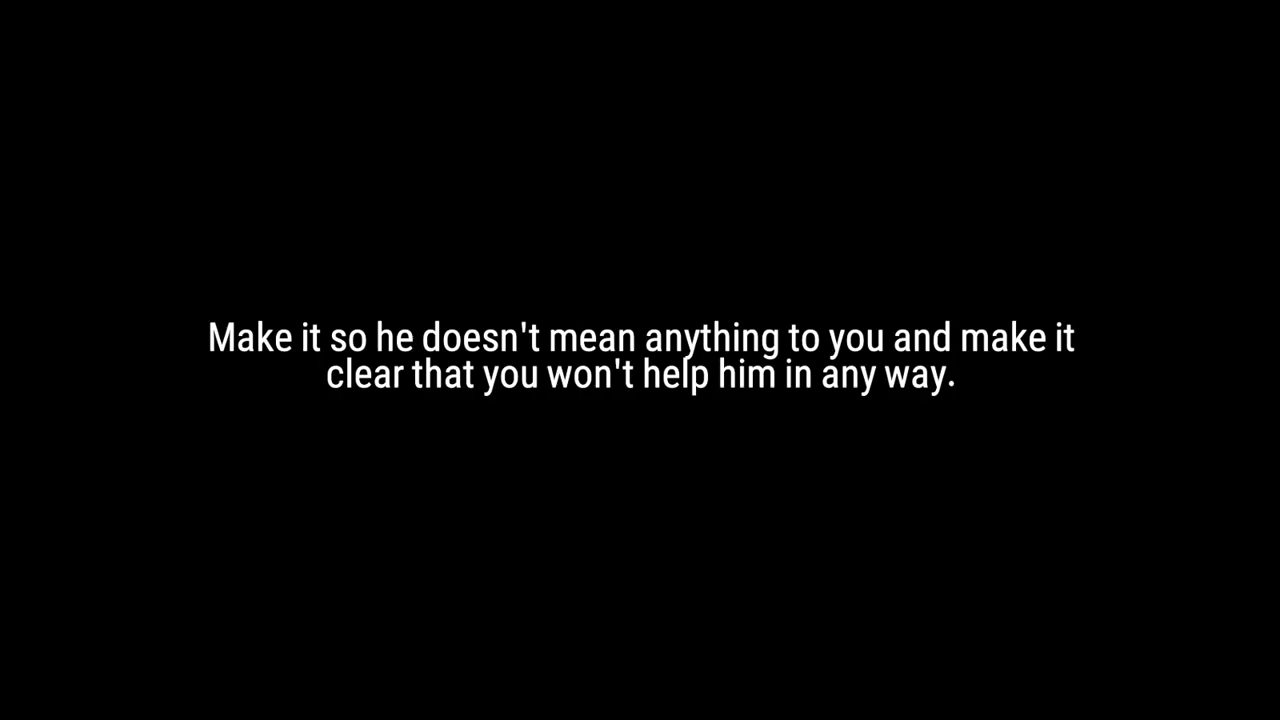 Make it so he doesn't mean anything to you and make it
clear that you won't help him in any way.